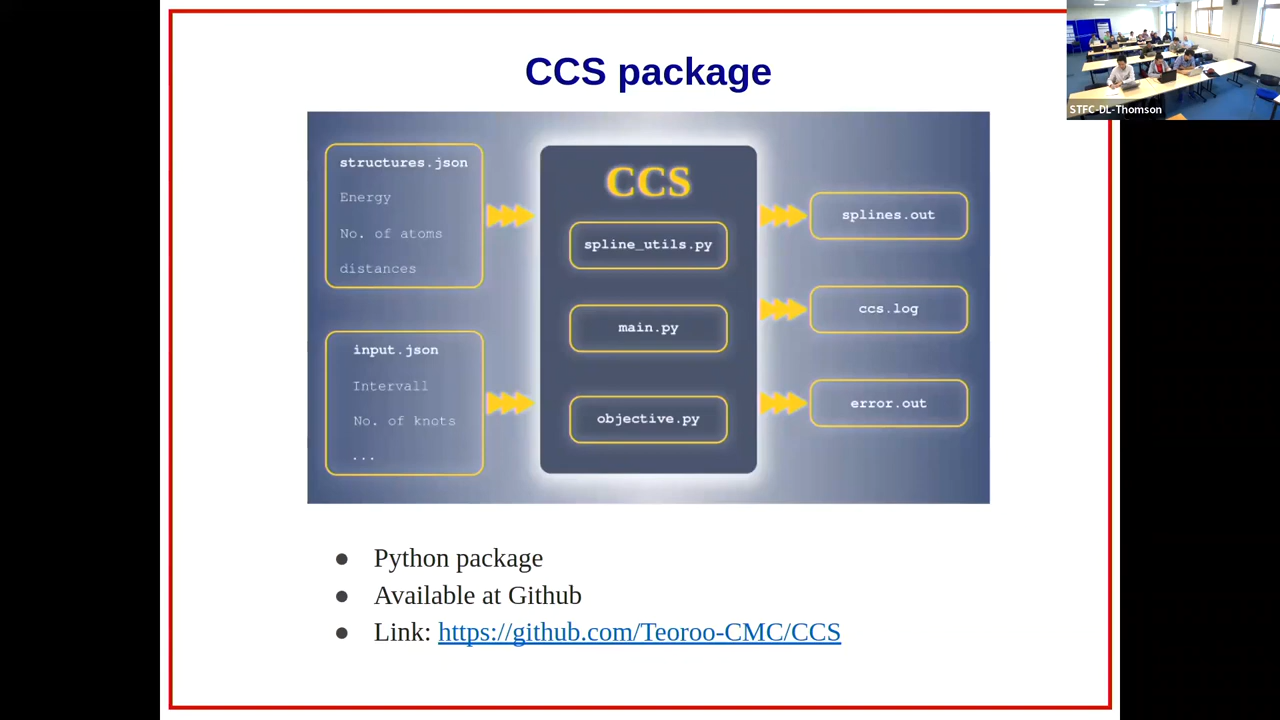 CCS package
STFC-DL-Thomson
structures.json
Energy
No. of atoms
distances
input.json
Intervall
No. of knots
...
CCS
spline_utils.py
main.py
objective.py
splines.out
ccs.log
error.out
● Python package
● Available at Github
● Link: https://github.com/Teoroo-CMC/CCS